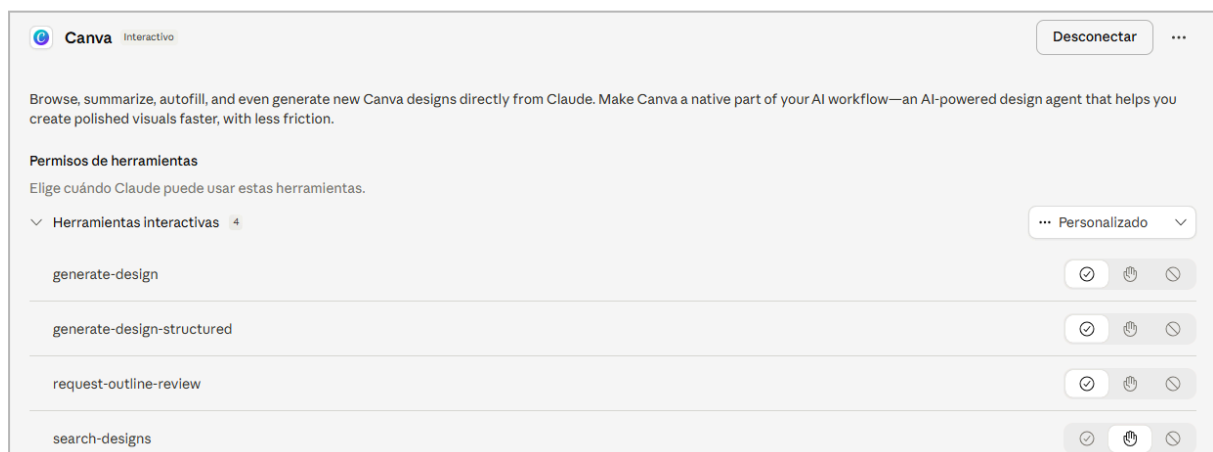 Canva Interactivo
Desconectar
Browse, summarize, autofill, and even generate new Canva designs directly from Claude. Make Canva a native part of your AI workflow—an AI-powered design agent that helps you
create polished visuals faster, with less friction.
Permisos de herramientas
Elige cuándo Claude puede usar estas herramientas.
Herramientas interactivas 4
Personalizado
generate-design
generate-design-structured
request-outline-review
search-designs